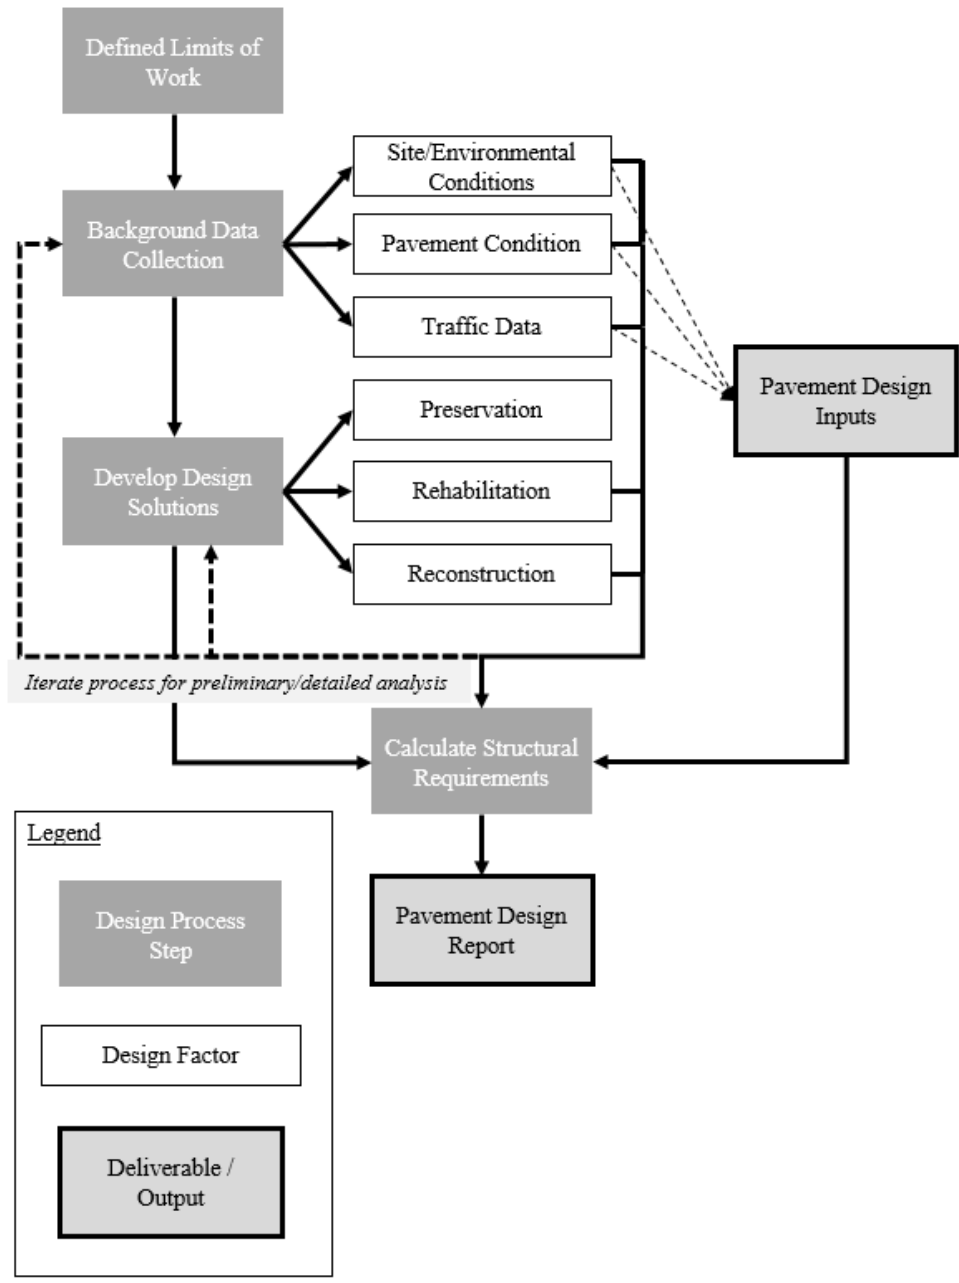 Defined Limits of
Work
Background Data
Collection
Site/Environmental
Conditions
Pavement Condition
Traffic Data
Pavement Design
Inputs
Develop Design
Solutions
Preservation
Rehabilitation
Reconstruction
Iterate process for preliminary/detailed analysis
Calculate Structural
Requirements
Pavement Design
Report
Legend
Design Process
Step
Design Factor
Deliverable /
Output